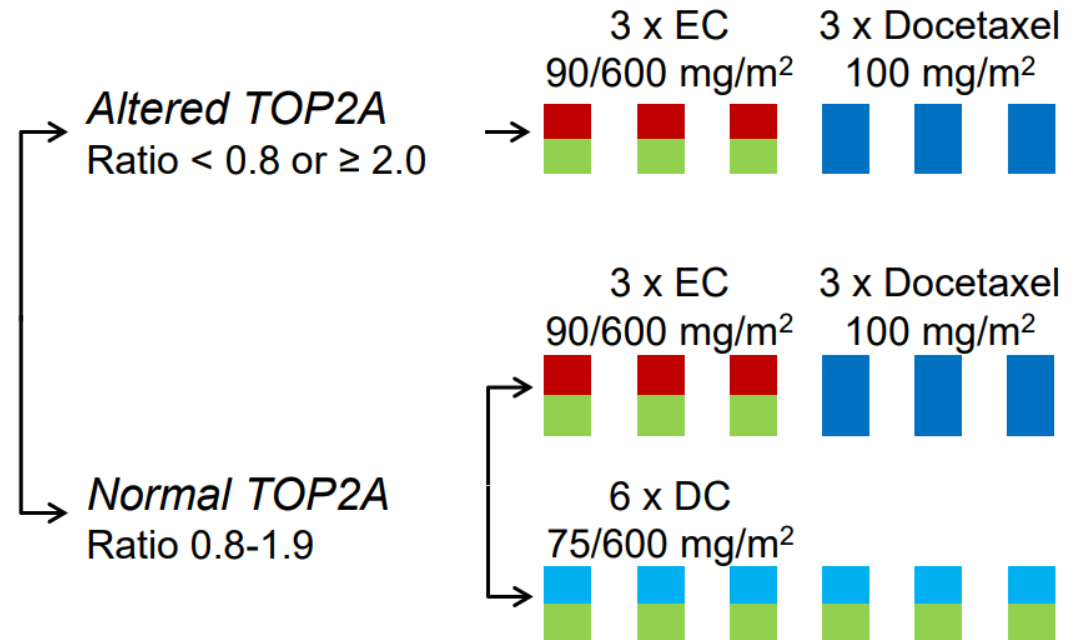 3 x EC
90/600 mg/m²
3 x Docetaxel
100 mg/m²
Altered TOP2A
Ratio < 0.8 or ≥ 2.0
3 x EC
90/600 mg/m²
3 x Docetaxel
100 mg/m²
Normal TOP2A
Ratio 0.8-1.9
6 x DC
75/600 mg/m²